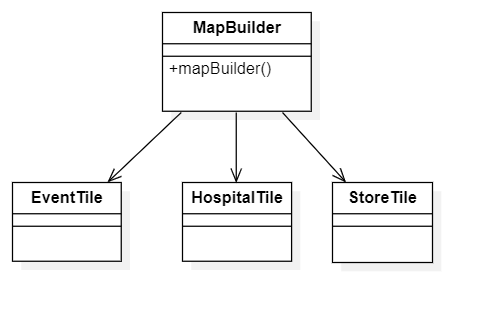 MapBuilder
+mapBuilder()
EventTile
HospitalTile
StoreTile